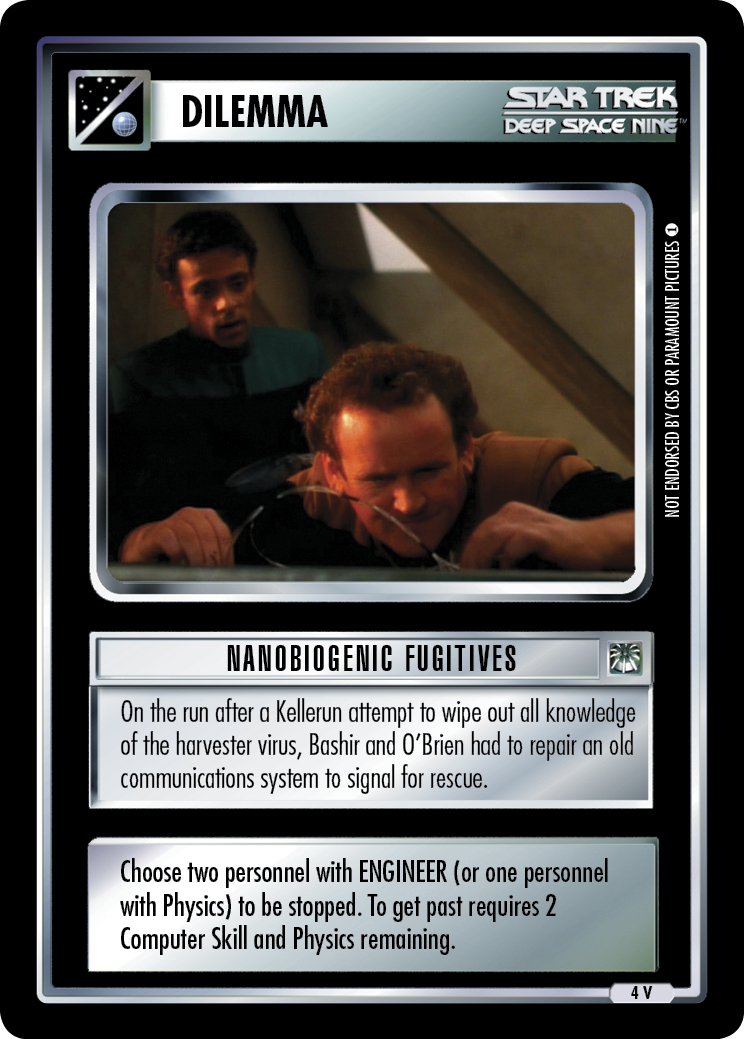 DILEMMA
STAR TREK
DEEP SPACE NINE™
NOT ENDORSED BY CBS OR PARAMOUNT PICTURES 1
NANOBIOGENIC FUGITIVES
On the run after a Kellerun attempt to wipe out all knowledge
of the harvester virus, Bashir and O'Brien had to repair an old
communications system to signal for rescue.
Choose two personnel with ENGINEER (or one personnel
with Physics) to be stopped. To get past requires 2
Computer Skill and Physics remaining.
4 V